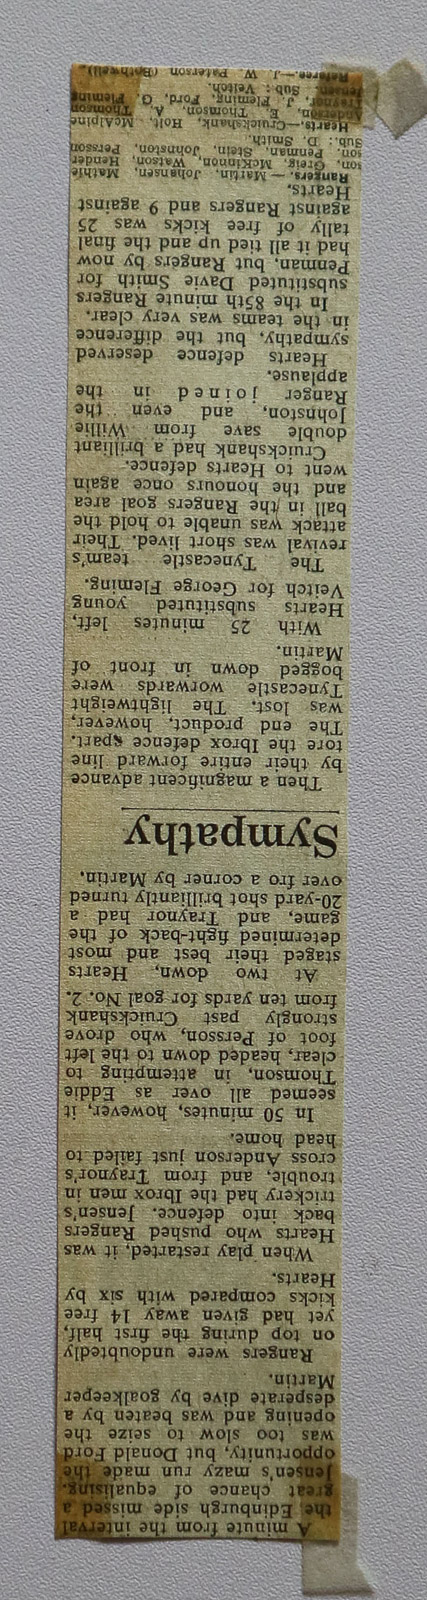 A minute from the interval
the Edinburgh side missed a
great chance of equalising.
Jensen's mazy run made the
opportunity, but Donald Ford
was too slow to seize the
opening and was beaten by a
desperate dive by goalkeeper
Martin.
Rangers were undoubtedly
on top during the first half,
yet had given away 14 free
kicks compared with six by
Hearts.
When play restarted, it was
Hearts who pushed Rangers
back into defence. Jensen's
trickery had the Ibrox men in
trouble, and from Traynor's
cross Anderson just failed to
head home.
In 50 minutes, however, it
seemed all over as Eddie
Thomson, in attempting to
clear, headed down to the left
foot of Persson, who drove
strongly past Cruickshank
from ten yards for goal No. 2.
At two down, Hearts
staged their best and most
determined fight-back of the
game, and Traynor had a
20-yard shot brilliantly turned
over fro a corner by Martin.
Sympathy
Then a magnificent advance
by their entire forward line
tore the Ibrox defence apart.
The end product, however,
was lost. The lightweight
Tynecastle worwards were
bogged down in front of
Martin.
With 25 minutes left,
Hearts substituted young
Veitch for George Fleming.
The Tynecastle team's
revival was short lived. Their
attack was unable to hold the
ball in the Rangers goal area
and the honours once again
went to Hearts defence.
Cruickshank had a brilliant
double save from Willie
Johnston, and even the
Ranger joined in the
applause.
Hearts defence deserved
sympathy, but the difference
in the teams was very clear.
In the 85th minute Rangers
substituted Davie Smith for
Penman, but Rangers by now
had it all tied up and the final
tally of free kicks was 25
against Rangers and 9 against
Hearts.
Rangers.—Martin, Johansen, Mathie
son, Greig, McKinnon, Watson, Hender
son, Penman, Stein, Johnston, Persson
Sub.: D. Smith.
Hearts.—Cruickshank, Holt, McAlpine
Anderson, E. Thomson, A. Thomson
Traynor, J. Fleming, Ford, G. Fleming
Jensen. Sub: Veitch.
Referee.—J. W. Paterson (Bothwell)